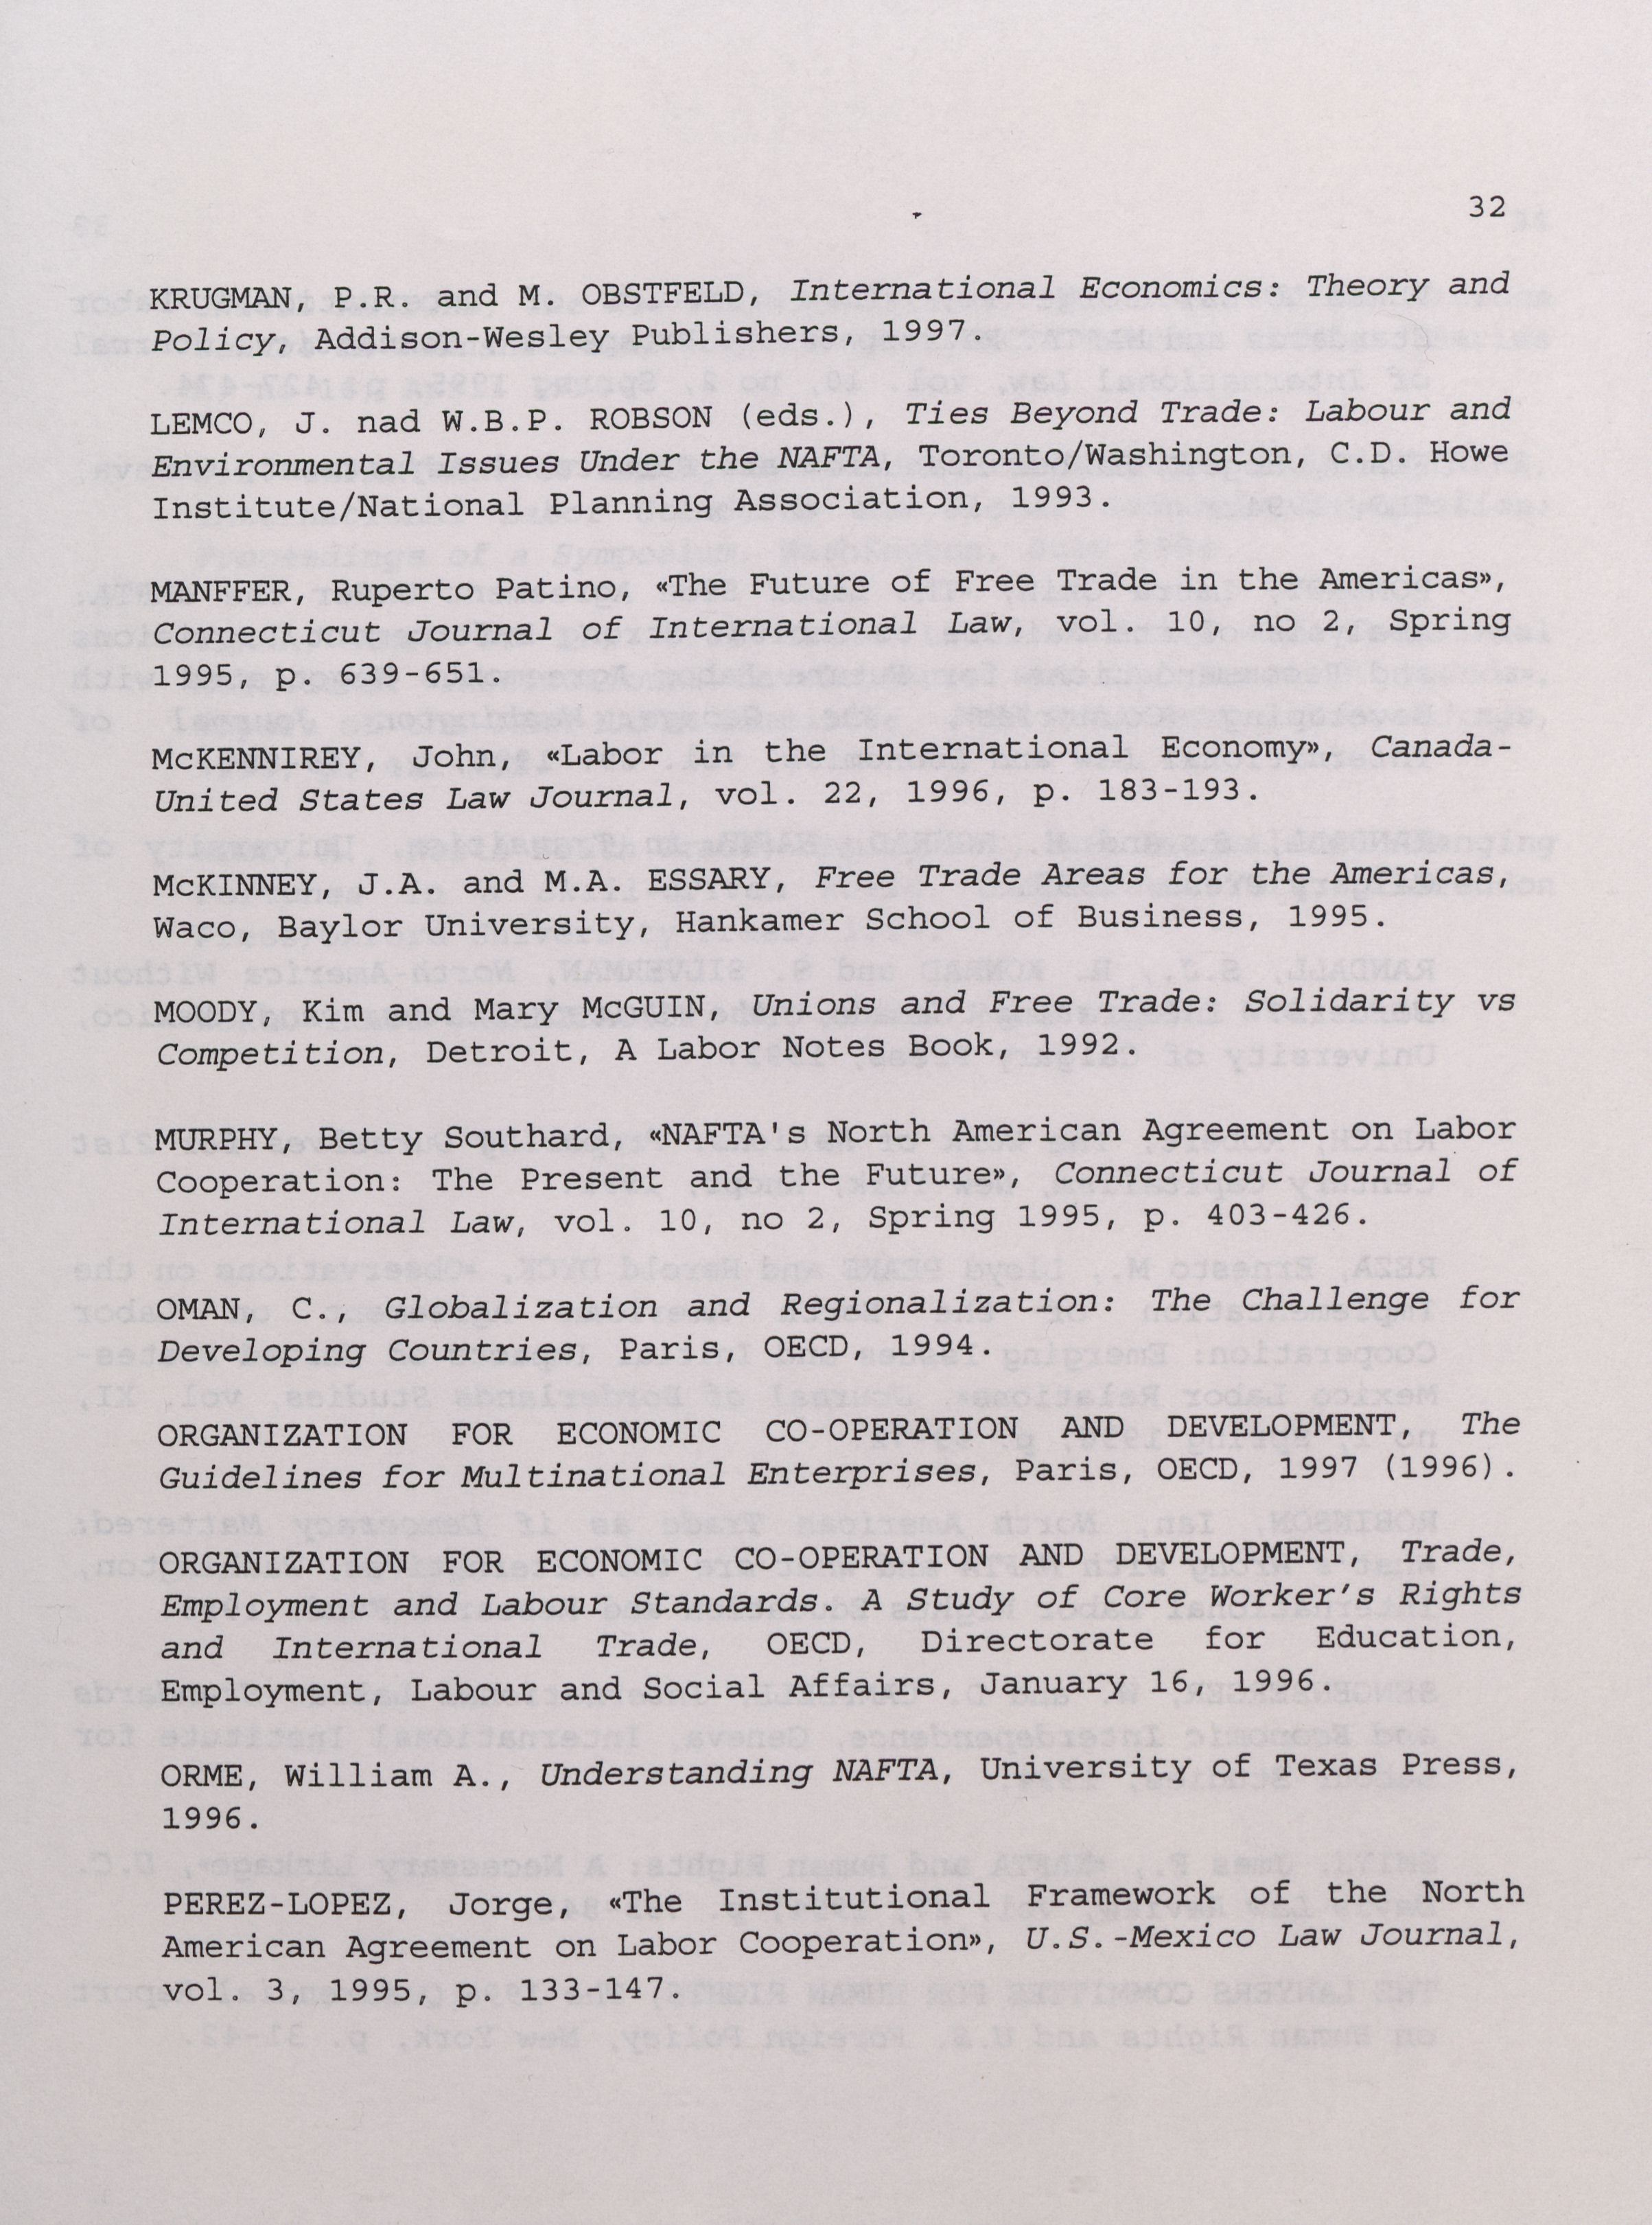 32
KRUGMAN, P.R. and M. OBSTFELD, International Economics: Theory and
Policy, Addison-Wesley Publishers, 1997.
LEMCO, J. nad W.B.P. ROBSON (eds.), Ties Beyond Trade: Labour and
Environmental Issues Under the NAFTA, Toronto/Washington, C.D. Howe
Institute/National Planning Association, 1993.
MANFFER, Ruperto Patino, «The Future of Free Trade in the Americas»,
Connecticut Journal of International Law, vol. 10, no 2, Spring
1995, p. 639-651.
McKENNIREY, John, «Labor in the International Economy», Canada-
United States Law Journal, vol. 22, 1996, p. 183-193.
McKINNEY, J.A. and M.A. ESSARY, Free Trade Areas for the Americas,
Waco, Baylor University, Hankamer School of Business, 1995.
MOODY, Kim and Mary McGUIN, Unions and Free Trade: Solidarity vs
Competition, Detroit, A Labor Notes Book, 1992.
MURPHY, Betty Southard, «NAFTA's North American Agreement on Labor
Cooperation: The Present and the Future», Connecticut Journal of
International Law, vol. 10, no 2, Spring 1995, p. 403-426.
OMAN, C., Globalization and Regionalization: The Challenge for
Developing Countries, Paris, OECD, 1994.
ORGANIZATION FOR ECONOMIC CO-OPERATION AND DEVELOPMENT, The
Guidelines for Multinational Enterprises, Paris, OECD, 1997 (1996).
ORGANIZATION FOR ECONOMIC CO-OPERATION AND DEVELOPMENT, Trade,
Employment and Labour Standards. A Study of Core Worker's Rights
and International Trade, OECD, Directorate for Education,
Employment, Labour and Social Affairs, January 16, 1996.
ORME, William A., Understanding NAFTA, University of Texas Press,
1996.
PEREZ-LOPEZ, Jorge, «The Institutional Framework of the North
American Agreement on Labor Cooperation», U.S.-Mexico Law Journal,
vol. 3, 1995, p. 133-147.